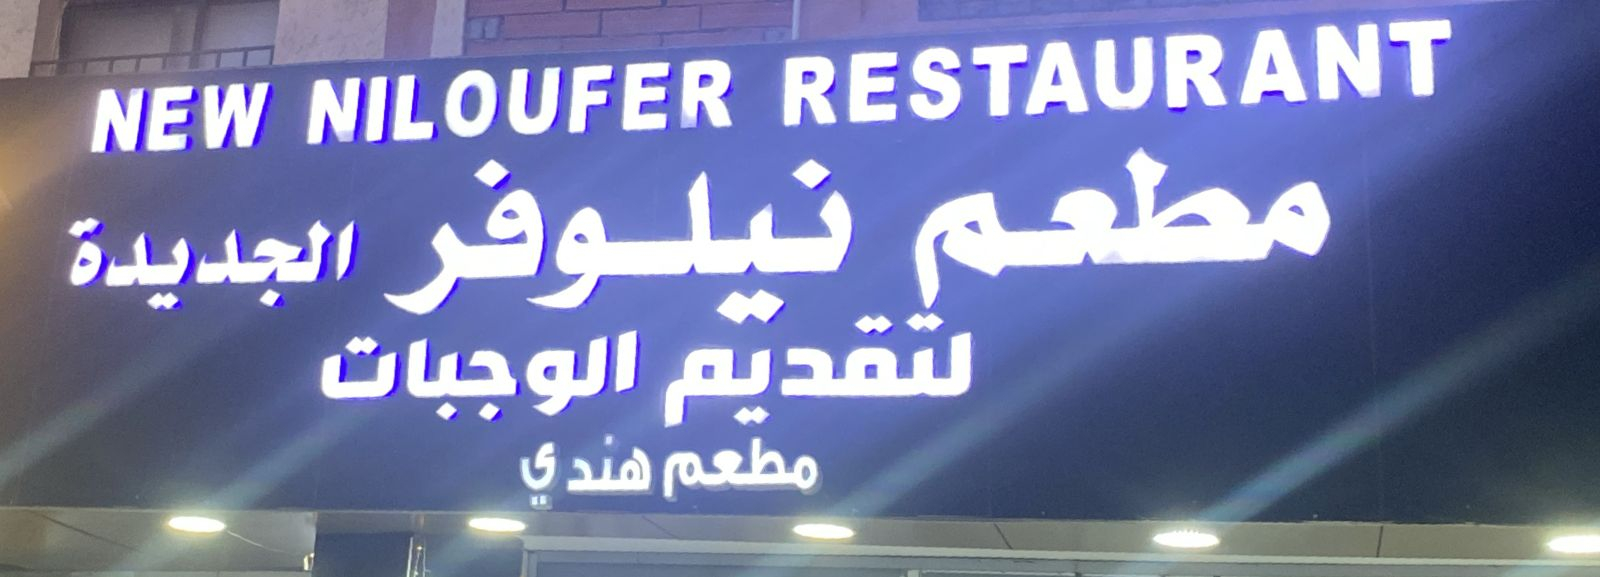 NEW NILOUFER RESTAURANT
مطعم نيلوفر الجديدة
لتقديم الوجبات
مطعم هندي